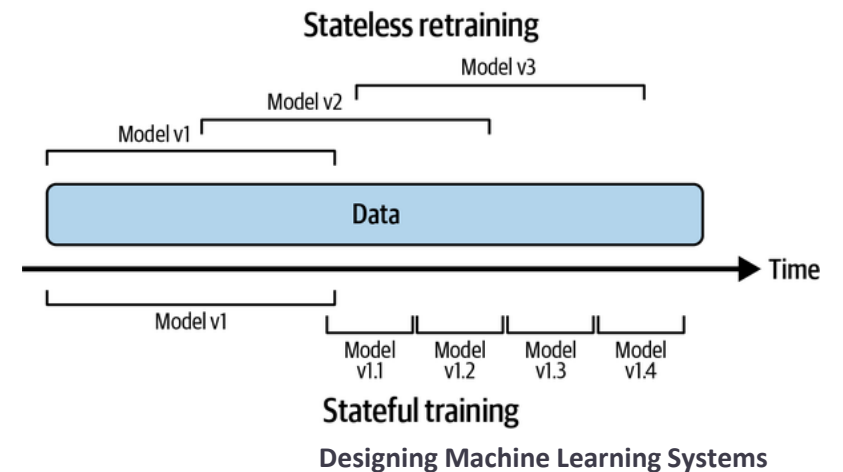 Stateless retraining
Model v3
Model v2
Model v1
Data
Time
Model v1
Model
v1.1
Model
v1.2
Model
v1.3
Model
v1.4
Stateful training
Designing Machine Learning Systems